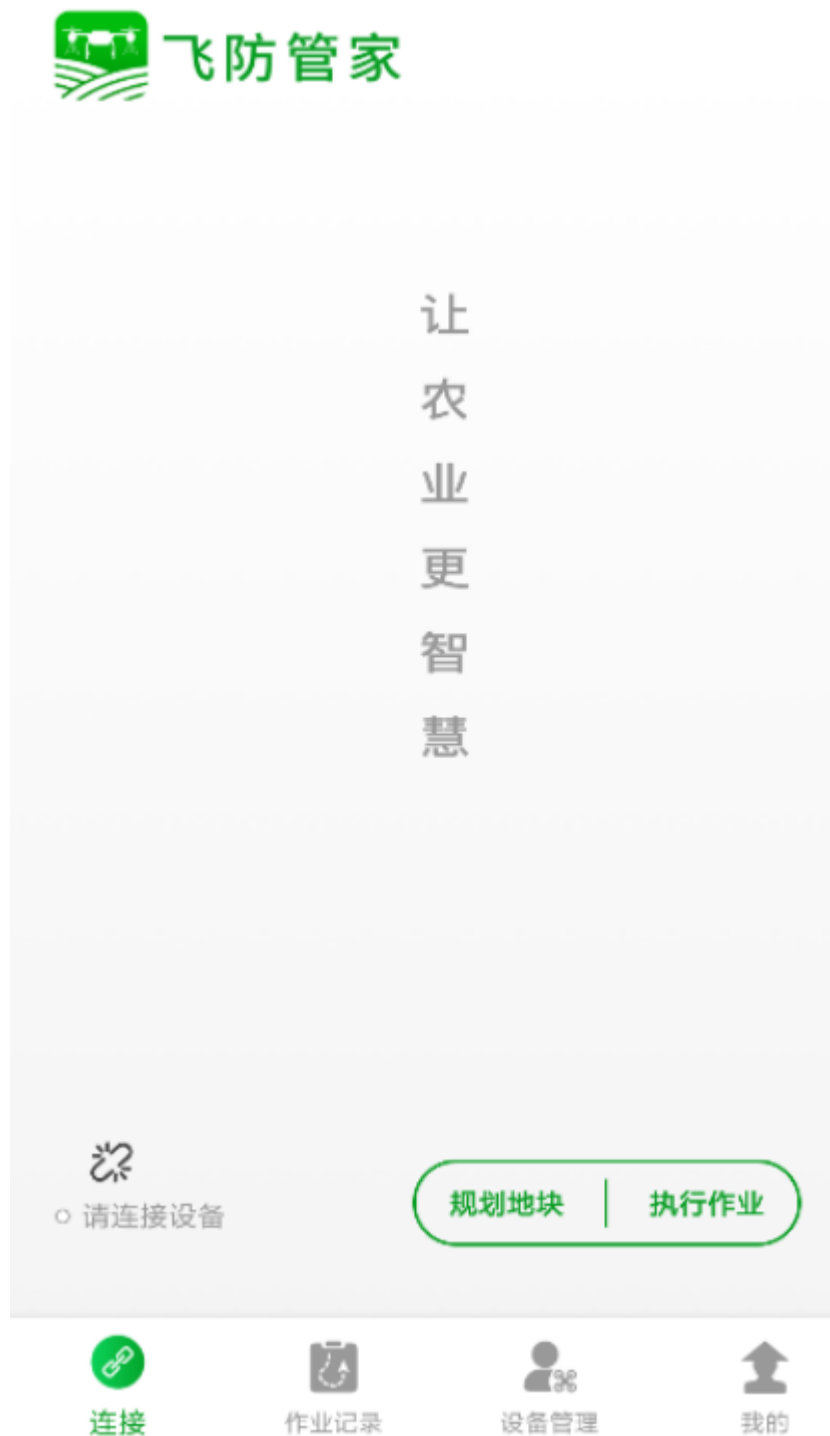 飞防管家
让
农
业
更
智
慧
请连接设备
规划地块 执行作业
连接 作业记录 设备管理 我的